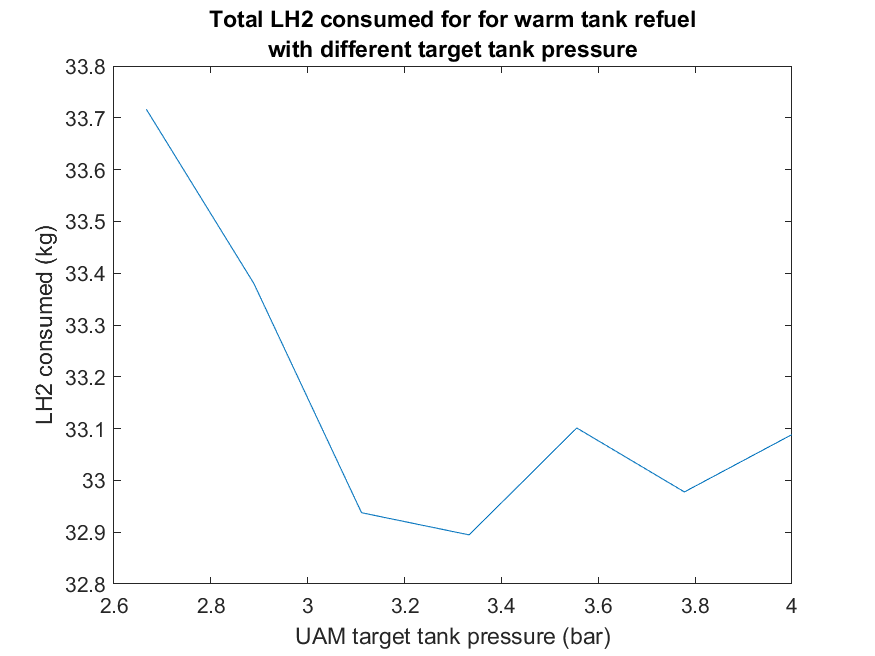 Total LH2 consumed for for warm tank refuel
with different target tank pressure
33.8
33.7
33.6
33.5
33.4
33.3
33.2
33.1
33
32.9
32.8
LH2 consumed (kg)
2.6 2.8 3 3.2 3.4 3.6 3.8 4
UAM target tank pressure (bar)